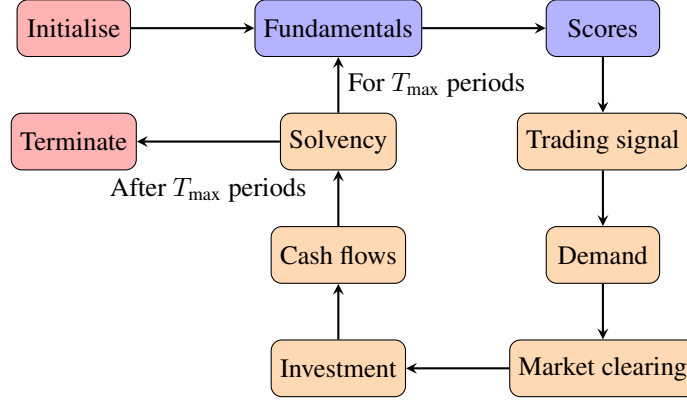 Initialise
Fundamentals
Scores
For T_max periods
Terminate
Solvency
Trading signal
After T_max periods
Cash flows
Demand
Investment
Market clearing